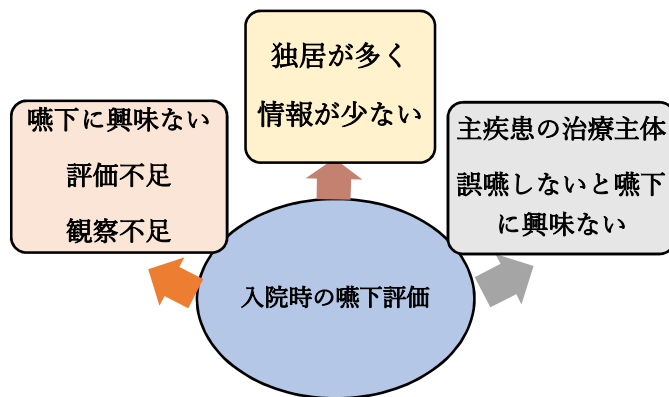 独居が多く
情報が少ない
嚥下に興味ない
評価不足
観察不足
主疾患の治療主体
誤嚥しないと嚥下
に興味ない
入院時の嚥下評価